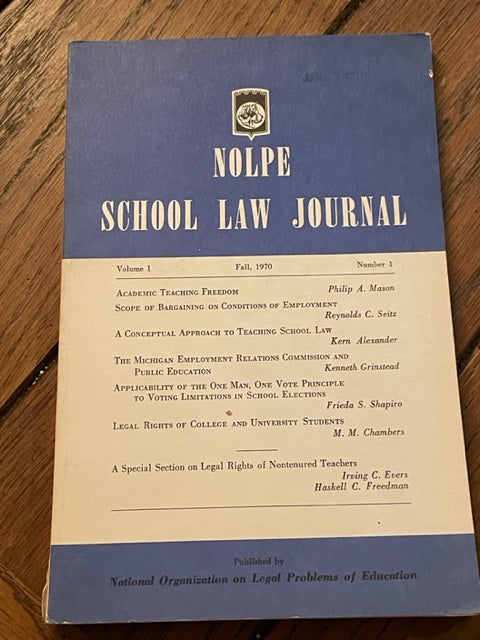 NOLPE
SCHOOL LAW JOURNAL
Volume 1 Fall, 1970 Number 1
Academic Teaching Freedom Philip A. Mason
Scope of Bargaining on Conditions of Employment
Reynolds C. Seitz
A Conceptual Approach to Teaching School Law
Kern Alexander
The Michigan Employment Relations Commission and
Public Education Kenneth Grinstead
Applicability of the One Man, One Vote Principle
to Voting Limitations in School Elections
Frieda S. Shapiro
Legal Rights of College and University Students
M. M. Chambers
A Special Section on Legal Rights of Nontenured Teachers
Irving C. Evers
Haskell C. Freedman
Published by
National Organization on Legal Problems of Education